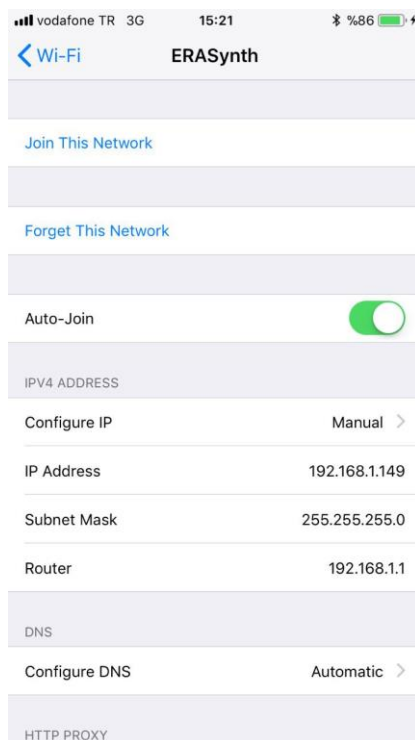 vodafone TR 3G 15:21 %86
Wi-Fi ERASynth
Join This Network
Forget This Network
Auto-Join
IPV4 ADDRESS
Configure IP Manual
IP Address 192.168.1.149
Subnet Mask 255.255.255.0
Router 192.168.1.1
DNS
Configure DNS Automatic
HTTP PROXY